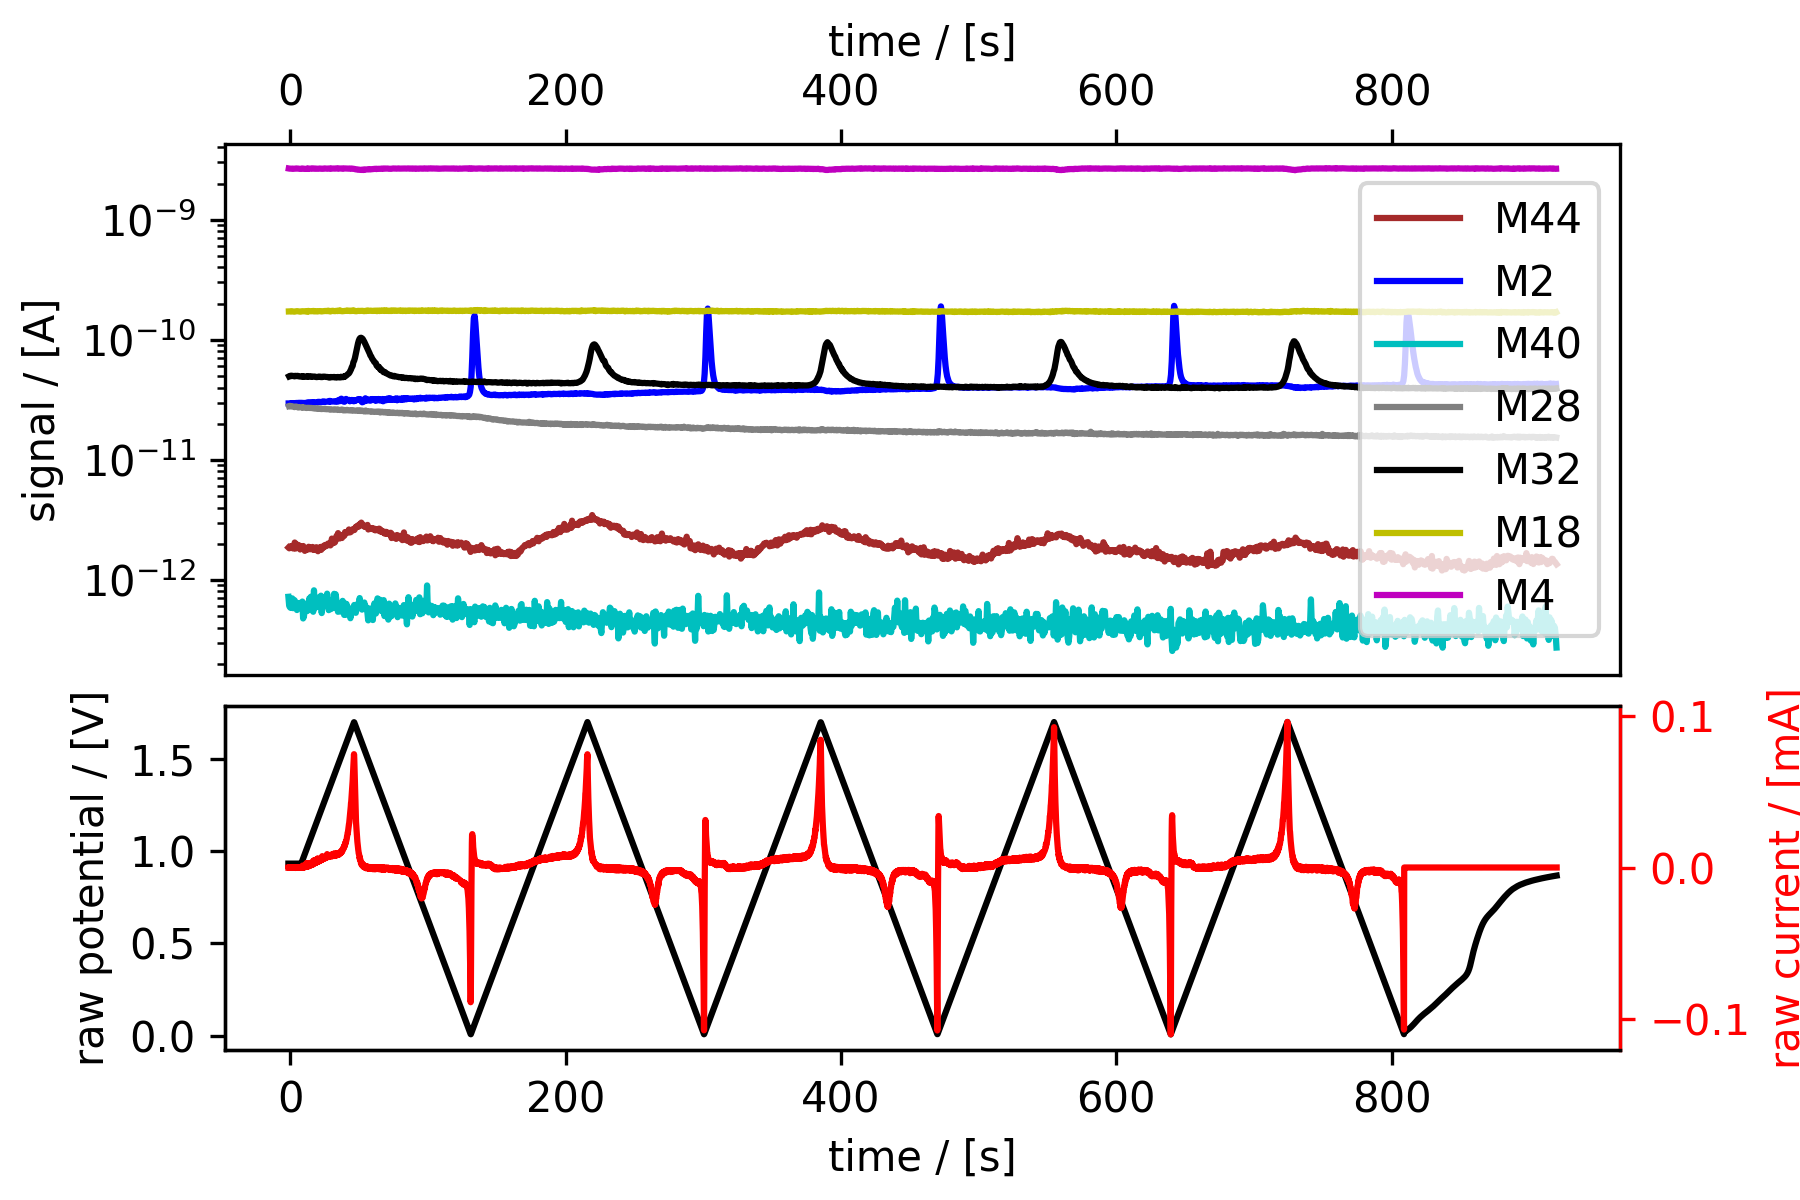 time / [s]
0 200 400 600 800
signal / [A]
10⁻⁹
10⁻¹⁰
10⁻¹¹
10⁻¹²
M44
M2
M40
M28
M32
M18
M4
raw potential / [V]
1.5
1.0
0.5
0.0
raw current / [mA]
0.1
0.0
−0.1
0 200 400 600 800
time / [s]